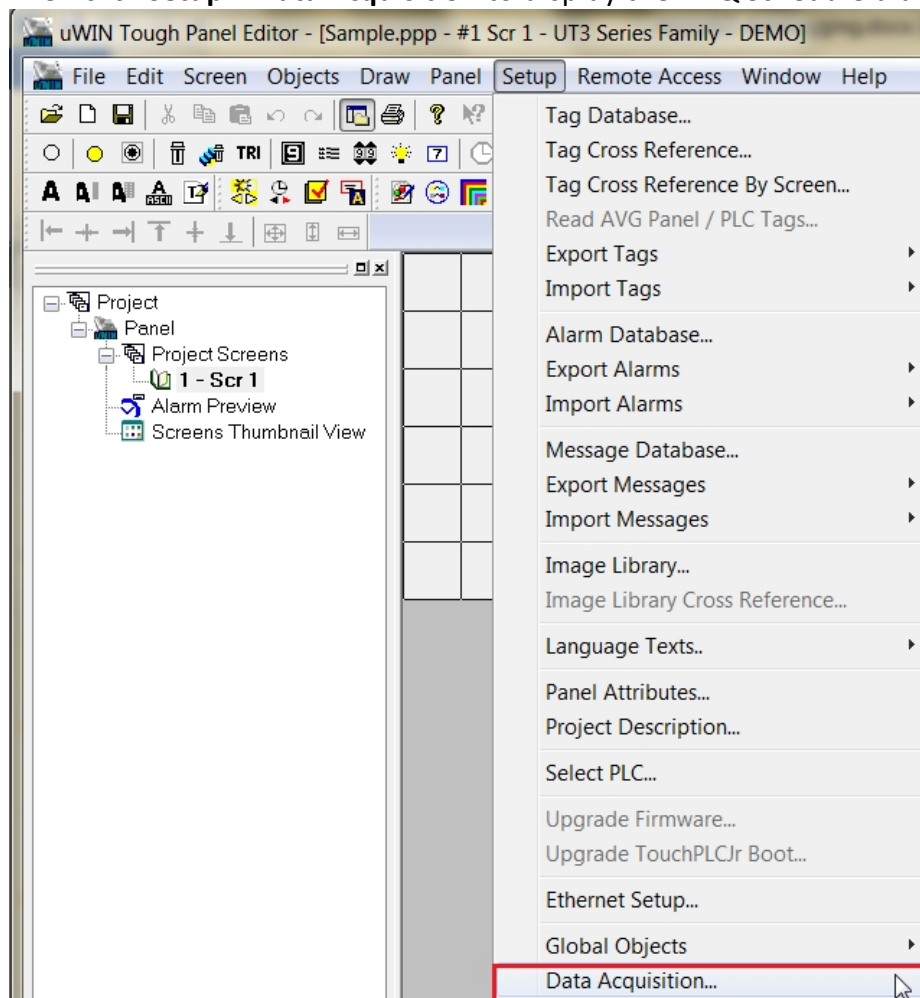 uWIN Tough Panel Editor - [Sample.ppp - #1 Scr 1 - UT3 Series Family - DEMO]
File Edit Screen Objects Draw Panel Setup Remote Access Window Help
TRI
A A A ASCII
Project
Panel
Project Screens
1 - Scr 1
Alarm Preview
Screens Thumbnail View
Tag Database...
Tag Cross Reference...
Tag Cross Reference By Screen...
Read AVG Panel / PLC Tags...
Export Tags
Import Tags
Alarm Database...
Export Alarms
Import Alarms
Message Database...
Export Messages
Import Messages
Image Library...
Image Library Cross Reference...
Language Texts..
Panel Attributes...
Project Description...
Select PLC...
Upgrade Firmware...
Upgrade TouchPLCJr Boot...
Ethernet Setup...
Global Objects
Data Acquisition...